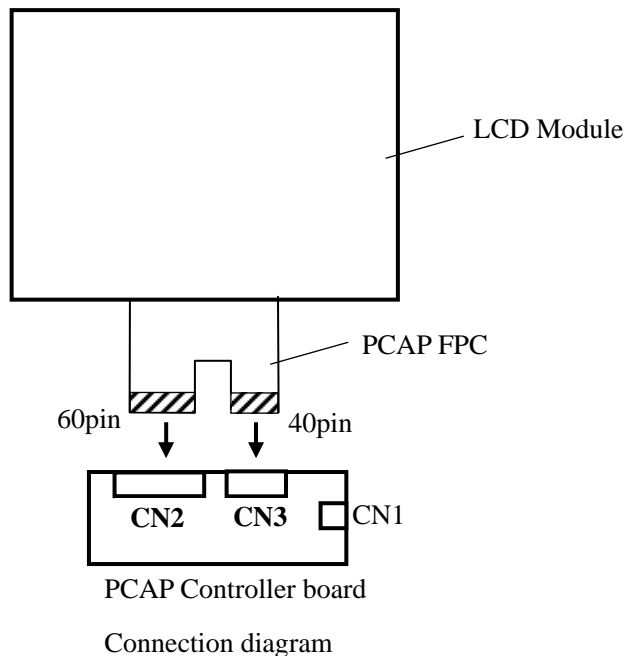 LCD Module
PCAP FPC
60pin
40pin
CN2
CN3
CN1
PCAP Controller board
Connection diagram